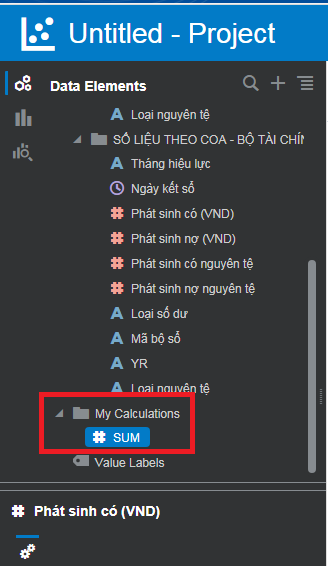 Untitled - Project
Data Elements
A Loại nguyên tệ
SỐ LIỆU THEO COA - BỘ TÀI CHÍN
A Tháng hiệu lực
Ngày kết số
# Phát sinh có (VND)
# Phát sinh nợ (VND)
# Phát sinh có nguyên tệ
# Phát sinh nợ nguyên tệ
A Loại số dư
A Mã bộ số
A YR
A Loại nguyên tệ
My Calculations
# SUM
Value Labels
# Phát sinh có (VND)